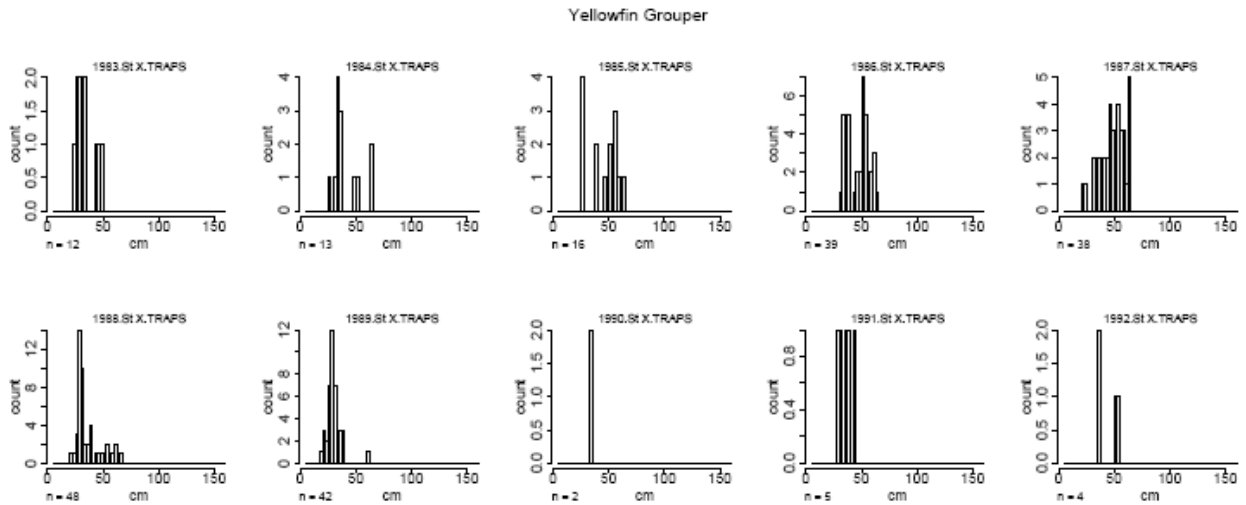 Yellowfin Grouper
1983.St X.TRAPS
count
0.0 0.5 1.0 1.5 2.0
0 50 100 150
n = 12
cm
1984.St X.TRAPS
count
0 1 2 3 4
0 50 100 150
n = 13
cm
1985.St X.TRAPS
count
0 1 2 3 4
0 50 100 150
n = 16
cm
1986.St X.TRAPS
count
0 2 4 6
0 50 100 150
n = 39
cm
1987.St X.TRAPS
count
0 1 2 3 4 5
0 50 100 150
n = 38
cm
1988.St X.TRAPS
count
0 4 8 12
0 50 100 150
n = 48
cm
1989.St X.TRAPS
count
0 2 4 6 8 12
0 50 100 150
n = 42
cm
1990.St X.TRAPS
count
0.0 0.5 1.0 1.5 2.0
0 50 100 150
n = 2
cm
1991.St X.TRAPS
count
0.0 0.4 0.8
0 50 100 150
n = 5
cm
1992.St X.TRAPS
count
0.0 0.5 1.0 1.5 2.0
0 50 100 150
n = 4
cm